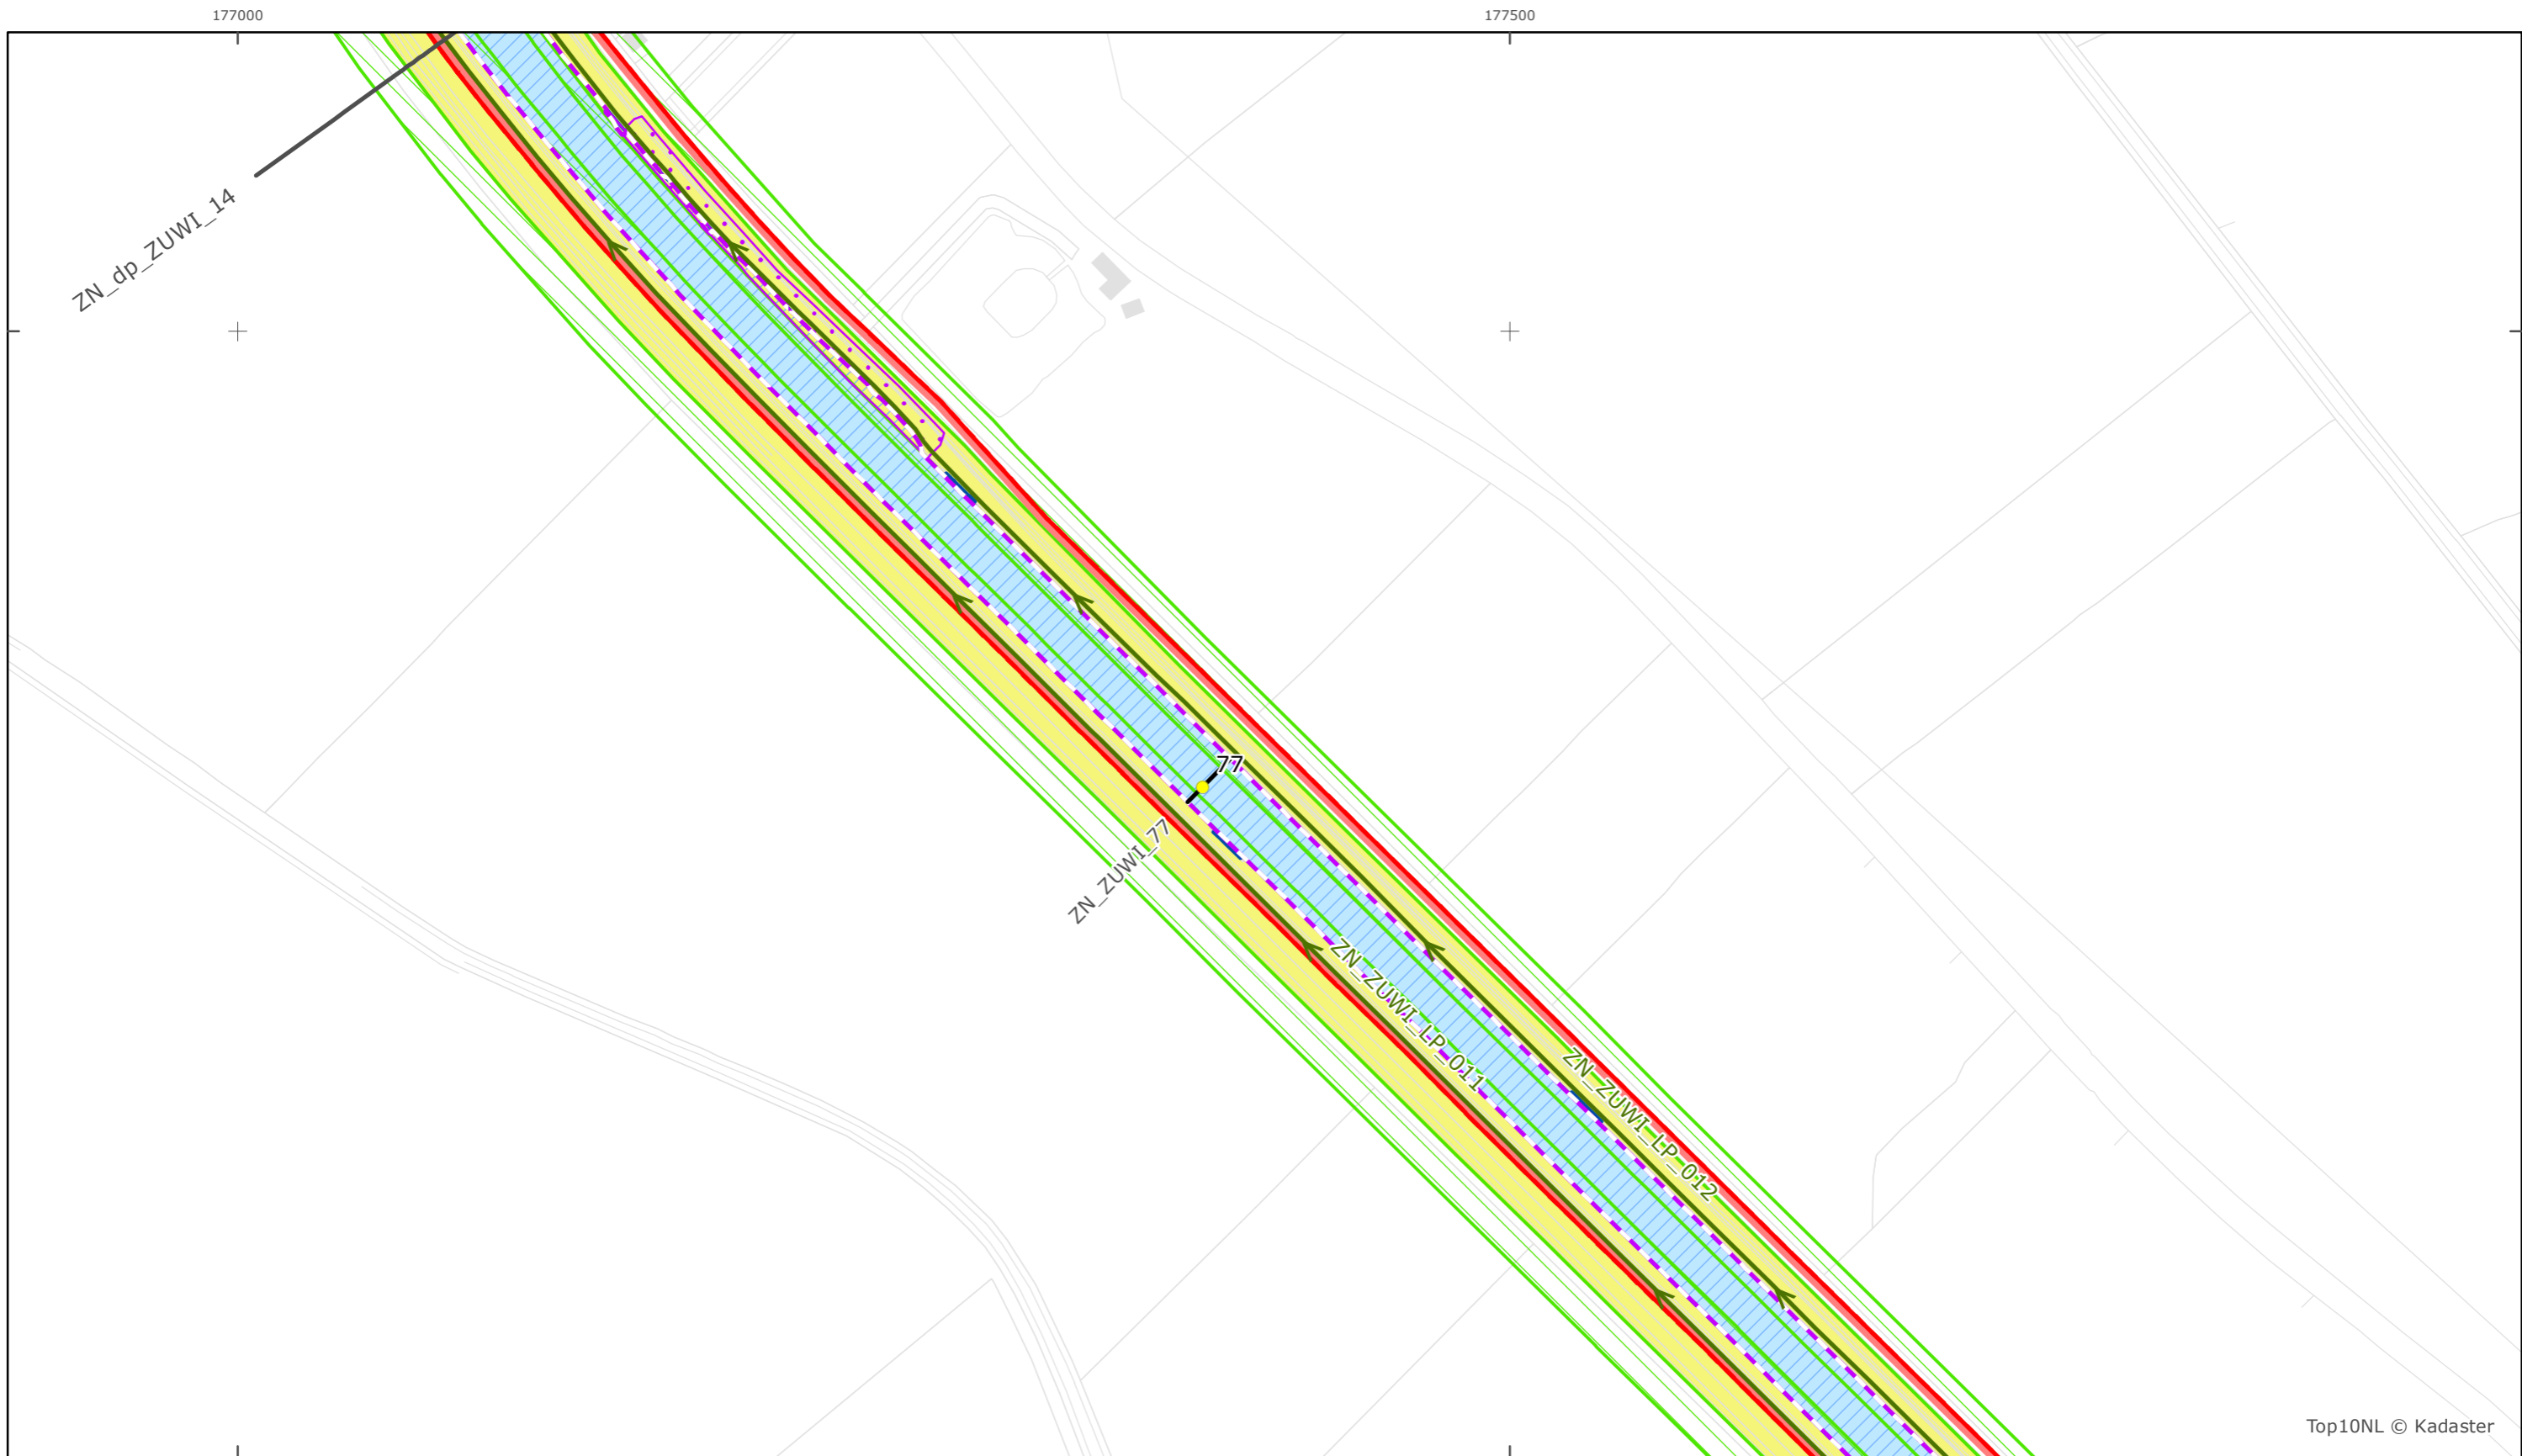 177000
177500
ZN_dp_ZUWI_14
77
ZN_ZUWI_77
ZN_ZUWI_LP_011
ZN_ZUWI_LP_012
Top10NL © Kadaster